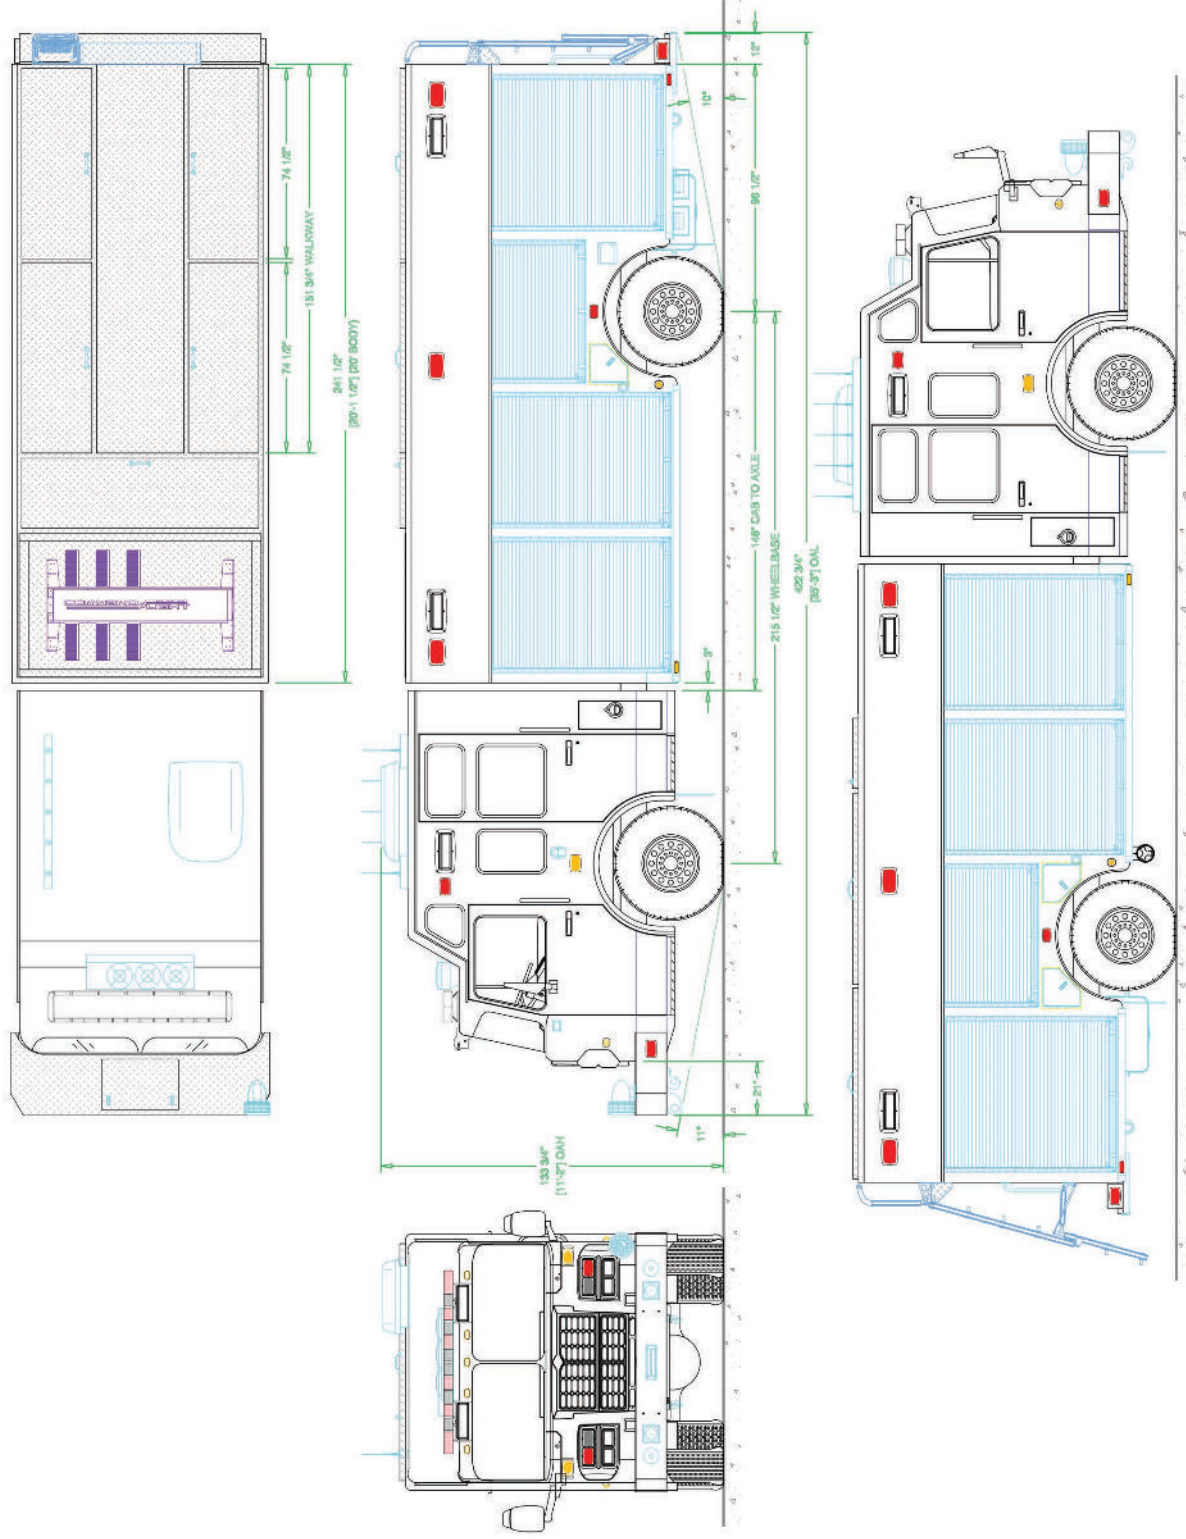 74 1/2"
74 1/2"
151 3/4" WALKWAY
241 1/2"
[20'-1 1/2"] (20' BODY)
12"
10°
98 1/2"
148" CAB TO AXLE
3"
215 1/2" WHEELBASE
422 3/4"
[35'-3"] OAL
21"
11°
133 3/4"
[11'-2"] OAH